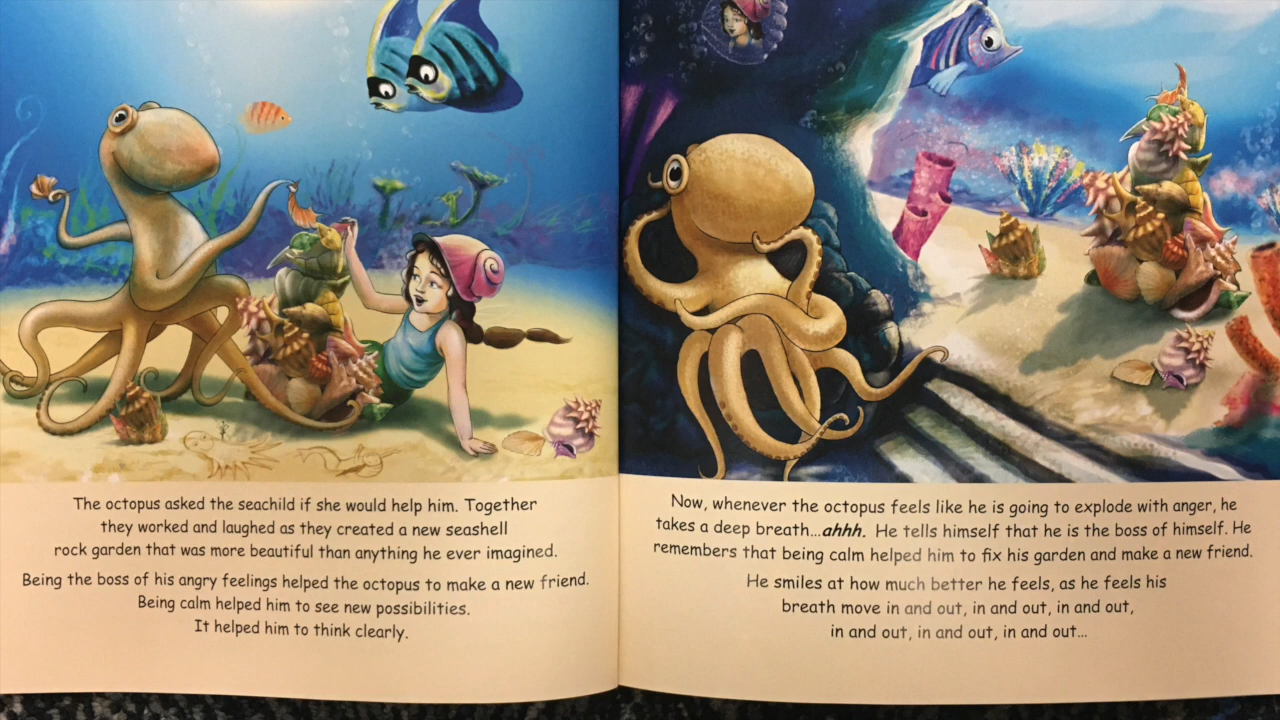 The octopus asked the seachild if she would help him. Together
they worked and laughed as they created a new seashell
rock garden that was more beautiful than anything he ever imagined.
Being the boss of his angry feelings helped the octopus to make a new friend.
Being calm helped him to see new possibilities.
It helped him to think clearly.
Now, whenever the octopus feels like he is going to explode with anger, he
takes a deep breath...ahhh. He tells himself that he is the boss of himself. He
remembers that being calm helped him to fix his garden and make a new friend.
He smiles at how much better he feels, as he feels his
breath move in and out, in and out, in and out,
in and out, in and out, in and out...